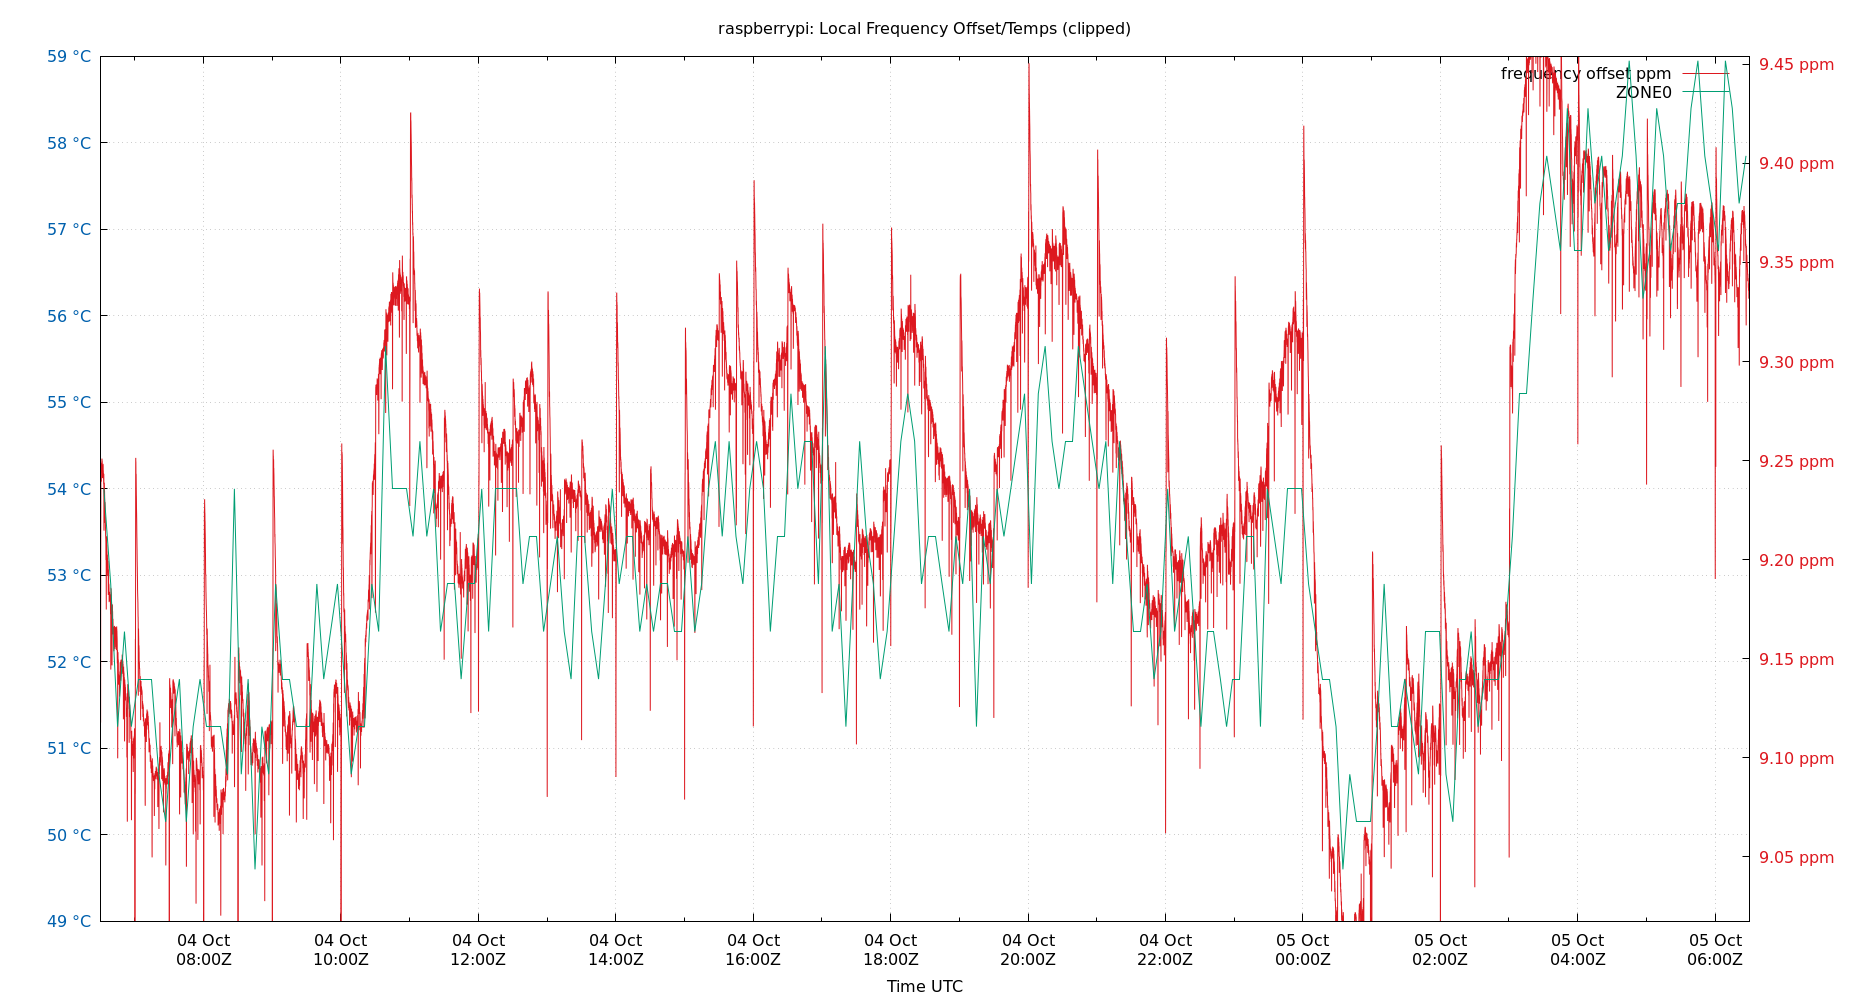 raspberrypi: Local Frequency Offset/Temps (clipped)
59 °C
58 °C
57 °C
56 °C
55 °C
54 °C
53 °C
52 °C
51 °C
50 °C
49 °C
frequency offset ppm
ZONE0
9.45 ppm
9.40 ppm
9.35 ppm
9.30 ppm
9.25 ppm
9.20 ppm
9.15 ppm
9.10 ppm
9.05 ppm
04 Oct 04 Oct 04 Oct 04 Oct 04 Oct 04 Oct 04 Oct 04 Oct 05 Oct 05 Oct 05 Oct 05 Oct
08:00Z 10:00Z 12:00Z 14:00Z 16:00Z 18:00Z 20:00Z 22:00Z 00:00Z 02:00Z 04:00Z 06:00Z
Time UTC